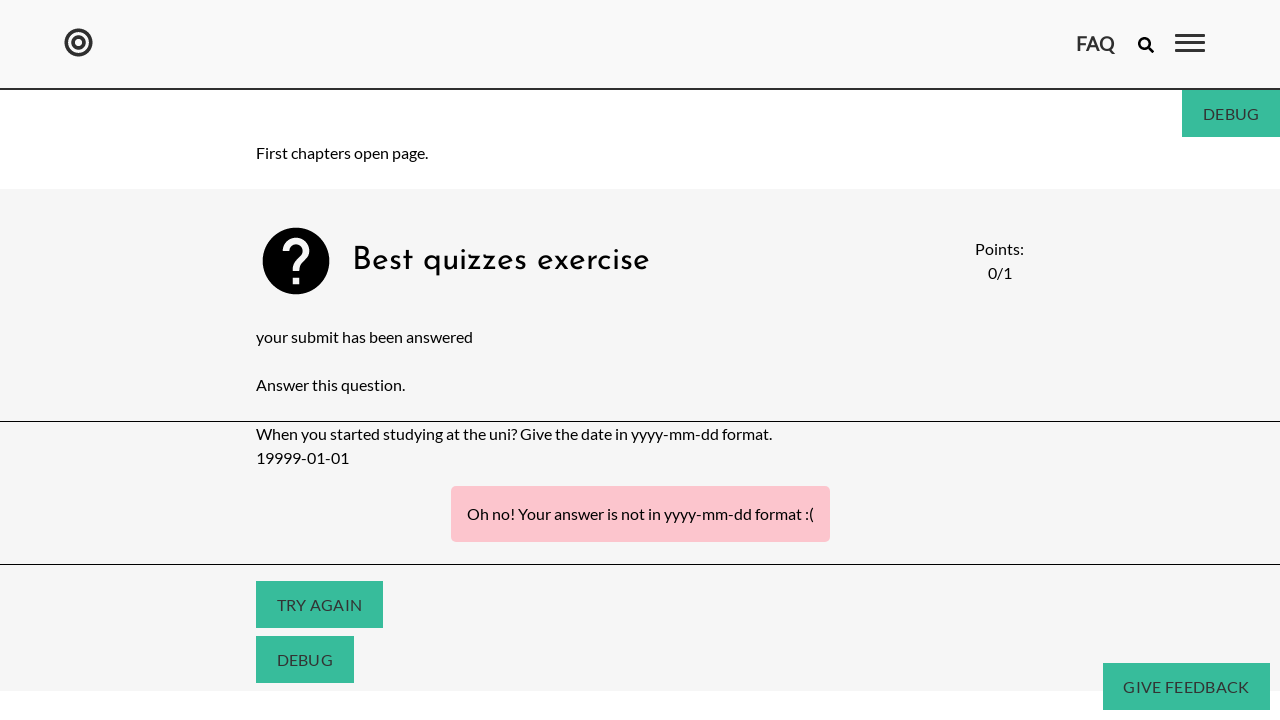 FAQ
DEBUG
First chapters open page.
Best quizzes exercise
Points:
0/1
your submit has been answered
Answer this question.
When you started studying at the uni? Give the date in yyyy-mm-dd format.
19999-01-01
Oh no! Your answer is not in yyyy-mm-dd format :(
TRY AGAIN
DEBUG
GIVE FEEDBACK